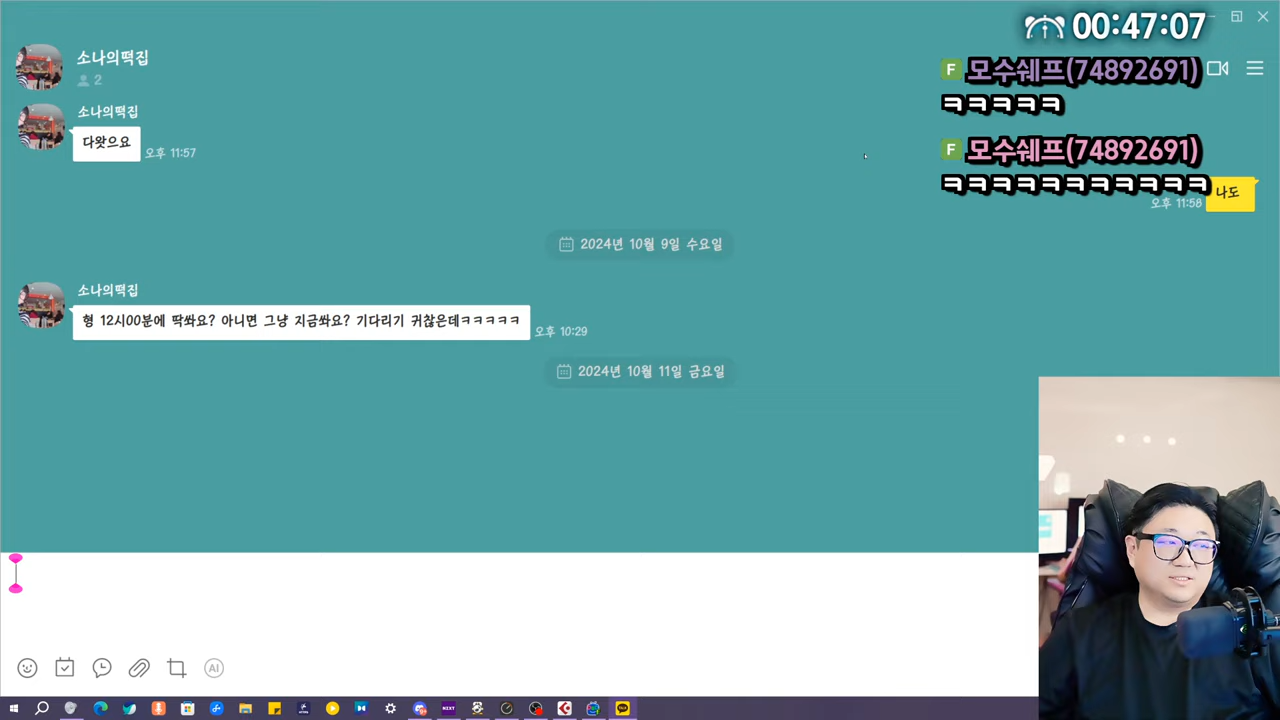 00:47:07
소나의떡집
2
F 모수쉐프(74892691)
ㅋㅋㅋㅋㅋ
소나의떡집
다왓으요
오후 11:57
F 모수쉐프(74892691)
ㅋㅋㅋㅋㅋㅋㅋㅋㅋㅋㅋ
나도
오후 11:58
2024년 10월 9일 수요일
소나의떡집
형 12시00분에 딱쏴요? 아니면 그냥 지금쏴요? 기다리기 귀찮은데ㅋㅋㅋㅋㅋ
오후 10:29
2024년 10월 11일 금요일
AI
NEXT